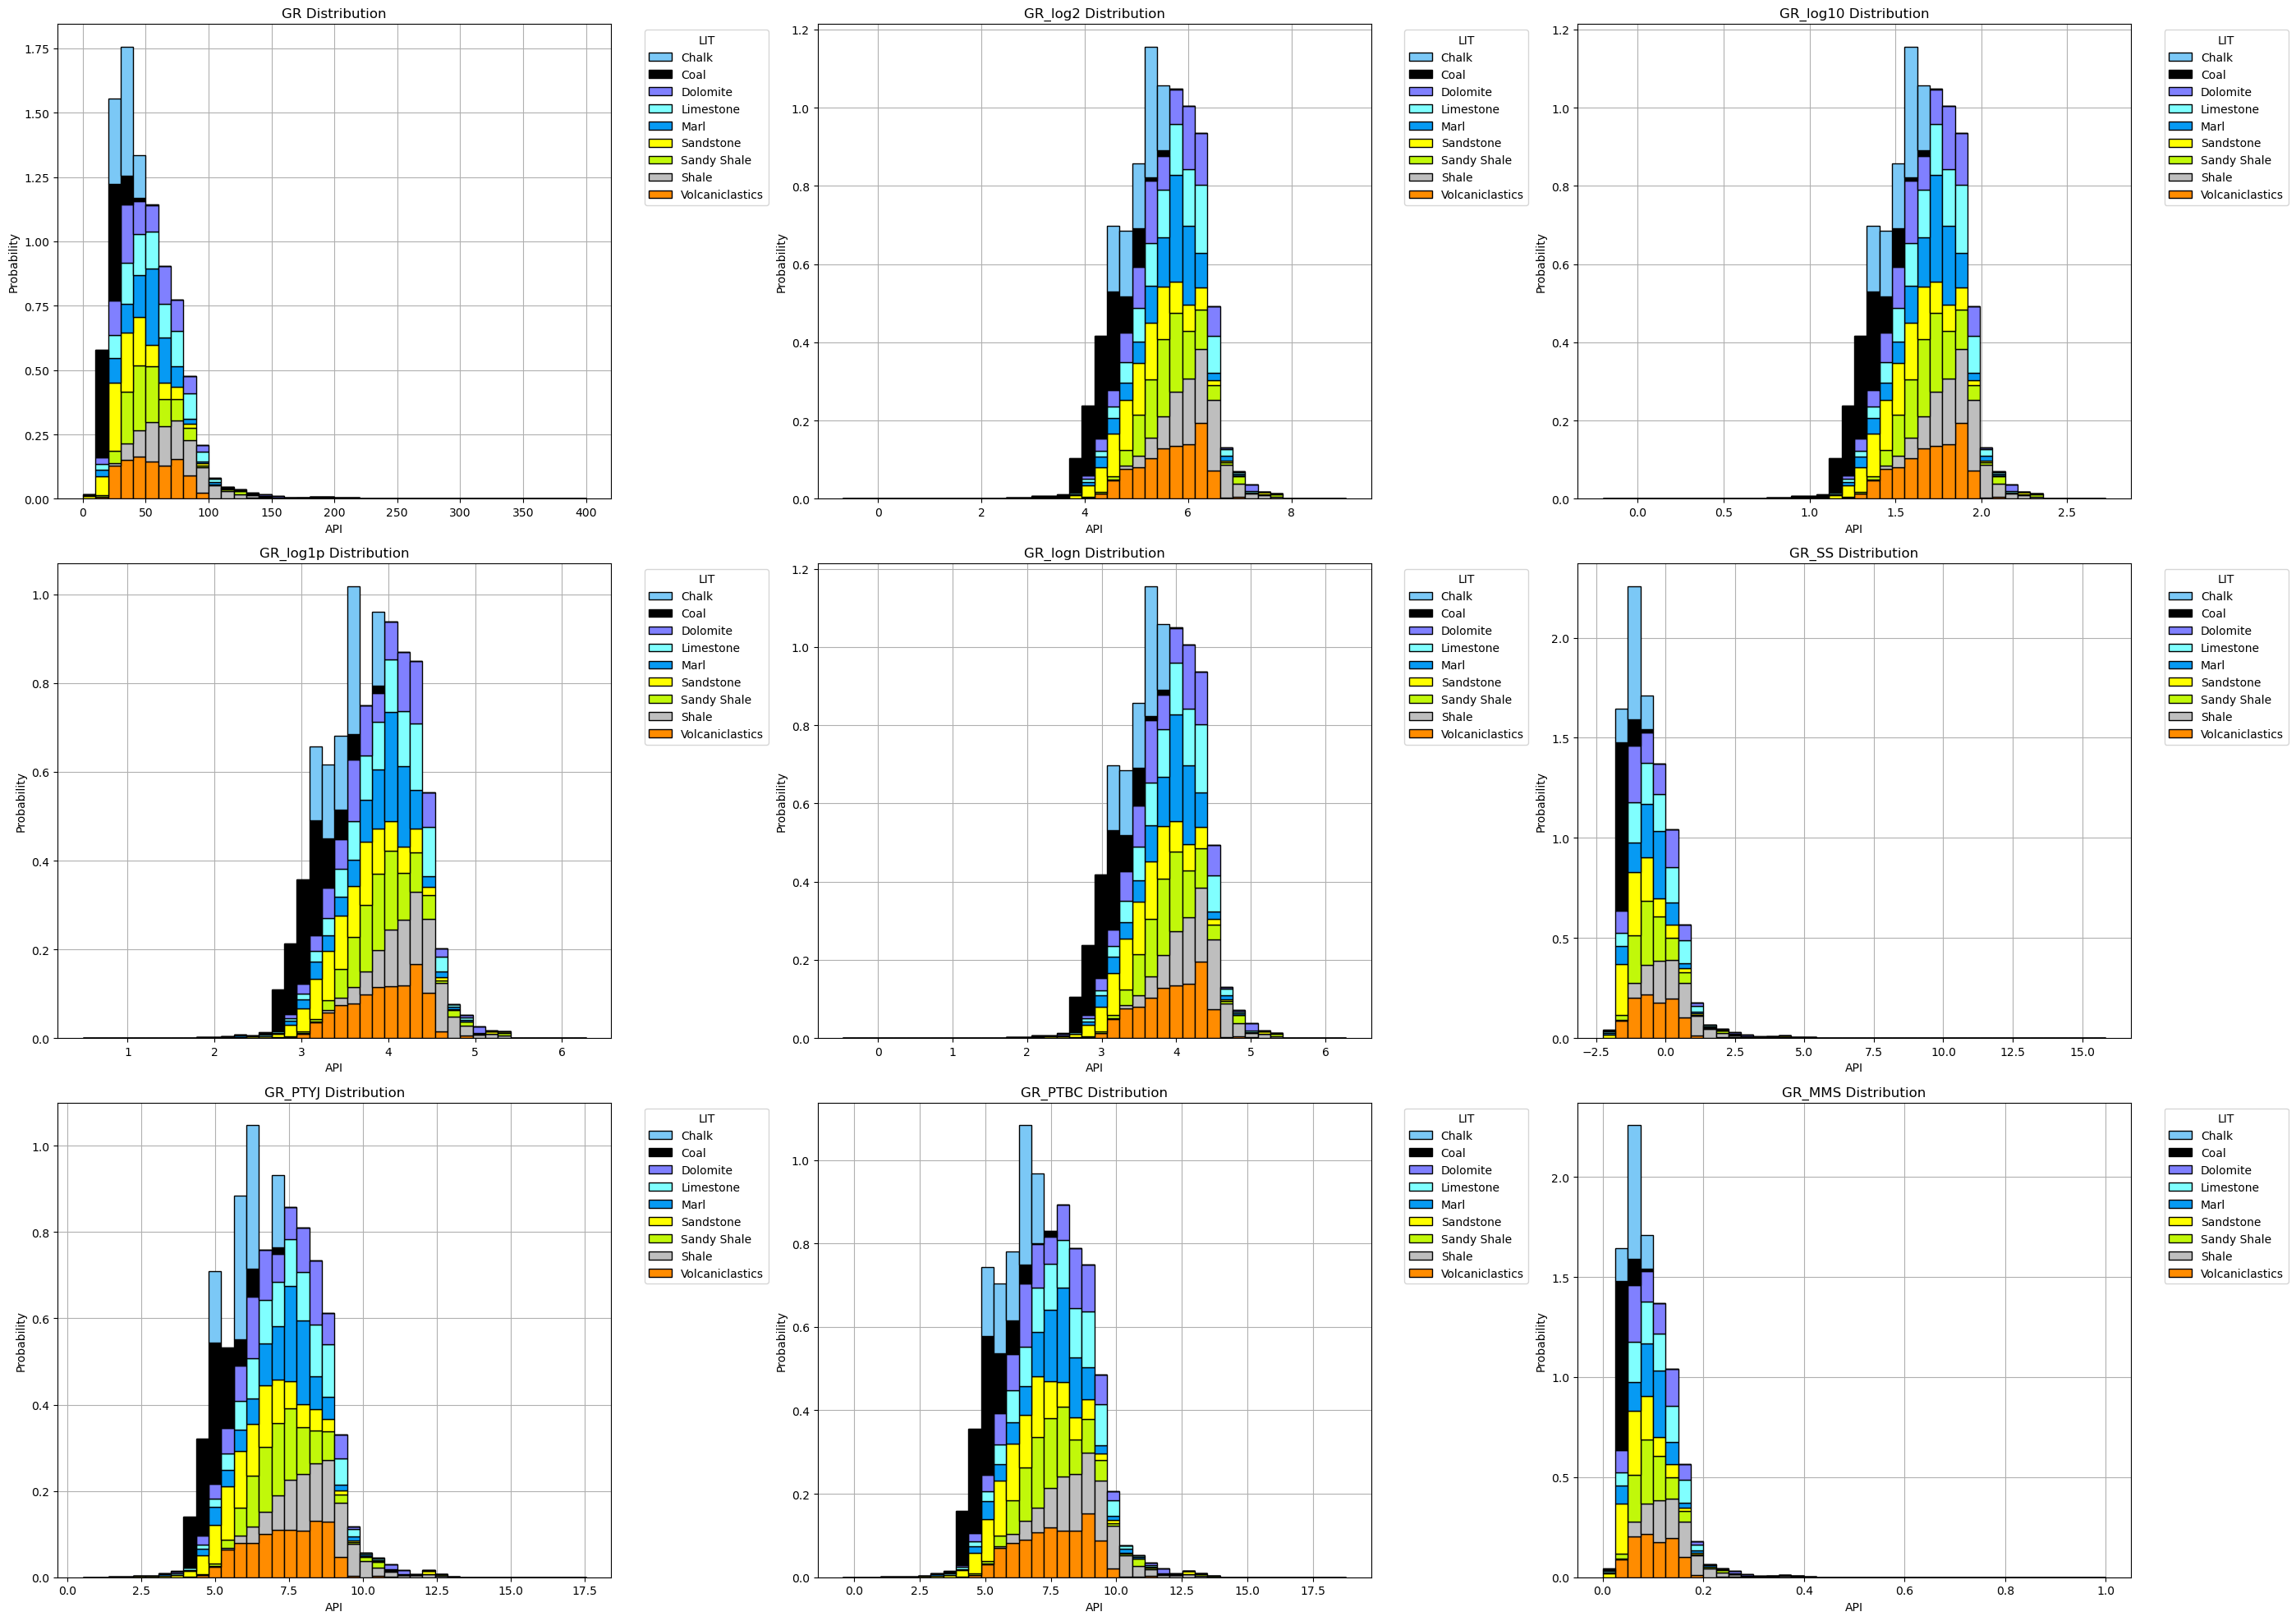 GR Distribution
1.75
1.50
1.25
1.00
0.75
0.50
0.25
0.00
Probability
0 50 100 150 200 250 300 350 400
API
LIT
Chalk
Coal
Dolomite
Limestone
Marl
Sandstone
Sandy Shale
Shale
Volcaniclastics
GR_log2 Distribution
1.2
1.0
0.8
0.6
0.4
0.2
0.0
Probability
0 2 4 6 8
API
LIT
Chalk
Coal
Dolomite
Limestone
Marl
Sandstone
Sandy Shale
Shale
Volcaniclastics
GR_log10 Distribution
1.2
1.0
0.8
0.6
0.4
0.2
0.0
Probability
0.0 0.5 1.0 1.5 2.0 2.5
API
LIT
Chalk
Coal
Dolomite
Limestone
Marl
Sandstone
Sandy Shale
Shale
Volcaniclastics
GR_log1p Distribution
1.0
0.8
0.6
0.4
0.2
0.0
Probability
1 2 3 4 5 6
API
LIT
Chalk
Coal
Dolomite
Limestone
Marl
Sandstone
Sandy Shale
Shale
Volcaniclastics
GR_logn Distribution
1.2
1.0
0.8
0.6
0.4
0.2
0.0
Probability
0 1 2 3 4 5 6
API
LIT
Chalk
Coal
Dolomite
Limestone
Marl
Sandstone
Sandy Shale
Shale
Volcaniclastics
GR_SS Distribution
2.0
1.5
1.0
0.5
0.0
Probability
−2.5 0.0 2.5 5.0 7.5 10.0 12.5 15.0
API
LIT
Chalk
Coal
Dolomite
Limestone
Marl
Sandstone
Sandy Shale
Shale
Volcaniclastics
GR_PTYJ Distribution
1.0
0.8
0.6
0.4
0.2
0.0
Probability
0.0 2.5 5.0 7.5 10.0 12.5 15.0 17.5
API
LIT
Chalk
Coal
Dolomite
Limestone
Marl
Sandstone
Sandy Shale
Shale
Volcaniclastics
GR_PTBC Distribution
1.0
0.8
0.6
0.4
0.2
0.0
Probability
0.0 2.5 5.0 7.5 10.0 12.5 15.0 17.5
API
LIT
Chalk
Coal
Dolomite
Limestone
Marl
Sandstone
Sandy Shale
Shale
Volcaniclastics
GR_MMS Distribution
2.0
1.5
1.0
0.5
0.0
Probability
0.0 0.2 0.4 0.6 0.8 1.0
API
LIT
Chalk
Coal
Dolomite
Limestone
Marl
Sandstone
Sandy Shale
Shale
Volcaniclastics